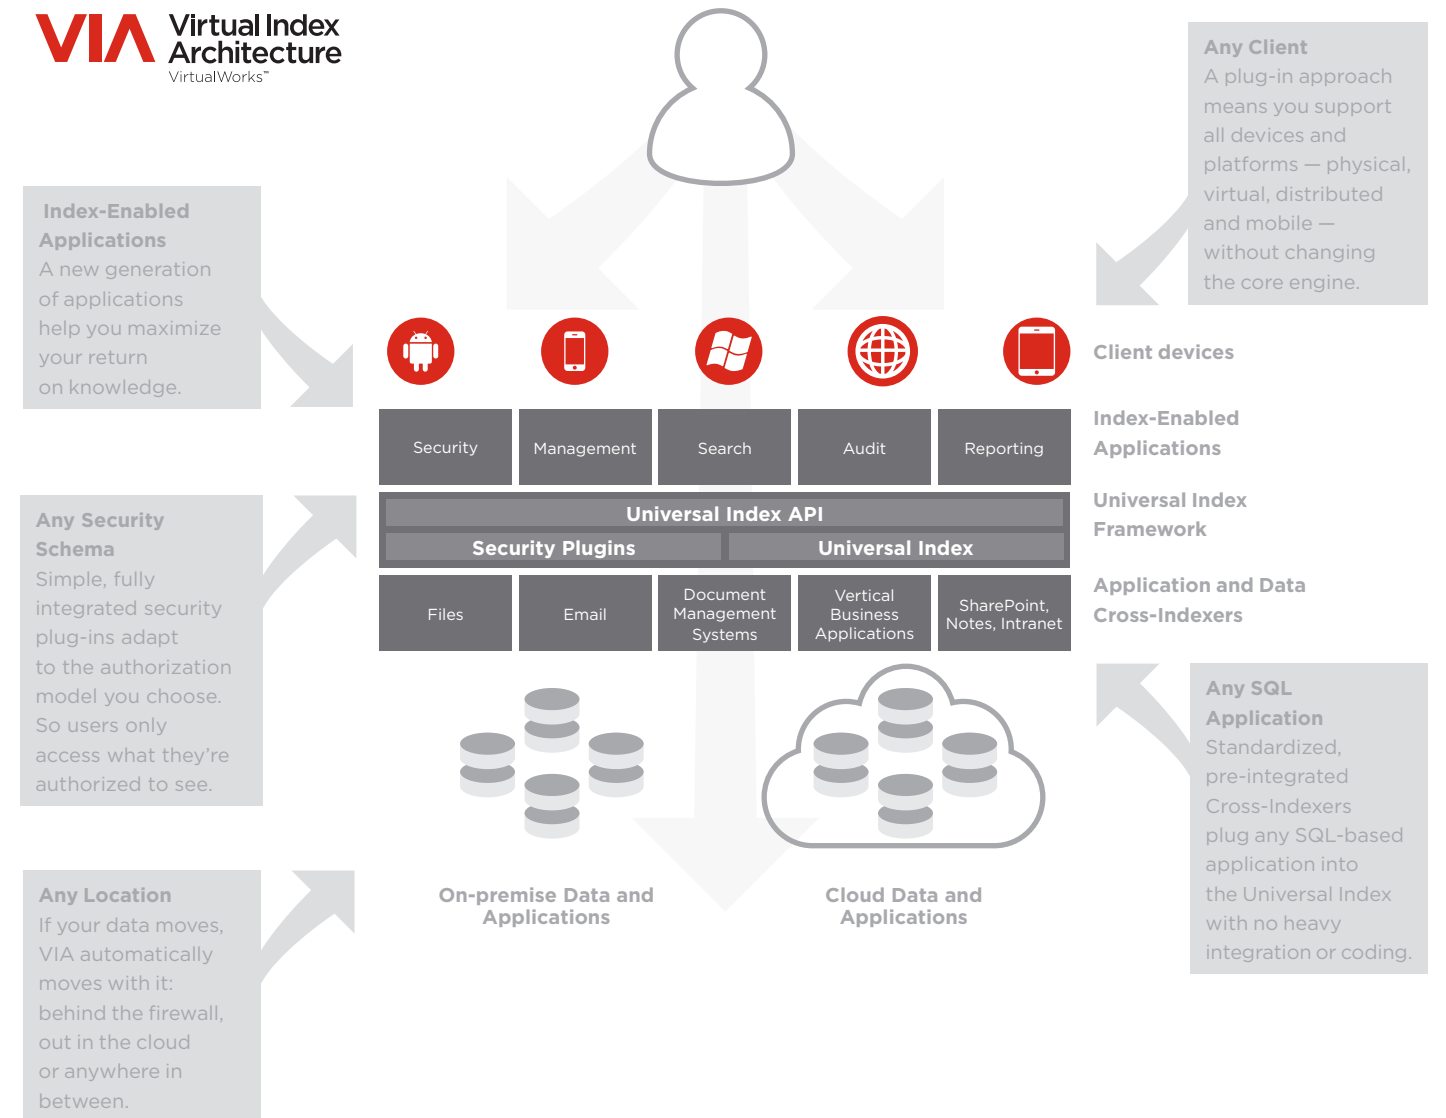 VIA Virtual Index
Architecture
VirtualWorks™
Any Client
A plug-in approach
means you support
all devices and
platforms — physical,
virtual, distributed
and mobile —
without changing
the core engine.
Index-Enabled
Applications
A new generation
of applications
help you maximize
your return
on knowledge.
Client devices
Security
Management
Search
Audit
Reporting
Index-Enabled
Applications
Universal Index API
Security Plugins
Universal Index
Universal Index
Framework
Any Security
Schema
Simple, fully
integrated security
plug-ins adapt
to the authorization
model you choose.
So users only
access what they're
authorized to see.
Files
Email
Document
Management
Systems
Vertical
Business
Applications
SharePoint,
Notes, Intranet
Application and Data
Cross-Indexers
Any SQL
Application
Standardized,
pre-integrated
Cross-Indexers
plug any SQL-based
application into
the Universal Index
with no heavy
integration or coding.
Any Location
If your data moves,
VIA automatically
moves with it:
behind the firewall,
out in the cloud
or anywhere in
between.
On-premise Data and
Applications
Cloud Data and
Applications